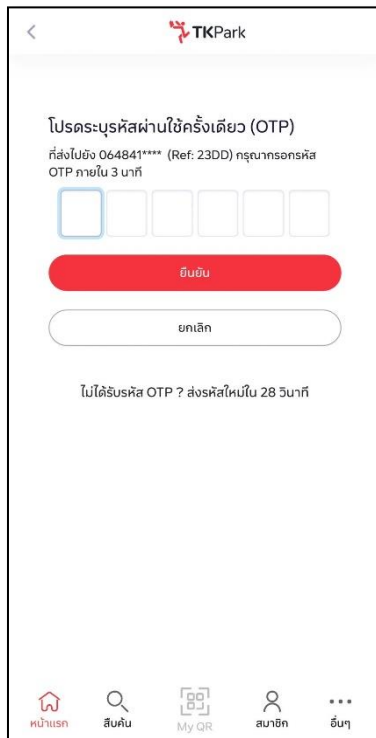 TKPark
โปรดระบุรหัสผ่านใช้ครั้งเดียว (OTP)
ที่ส่งไปยัง 064841**** (Ref: 23DD) กรุณากรอกรหัส
OTP ภายใน 3 นาที
ยืนยัน
ยกเลิก
ไม่ได้รับรหัส OTP ? ส่งรหัสใหม่ใน 28 วินาที
หน้าแรก สืบค้น My QR สมาชิก อื่นๆ